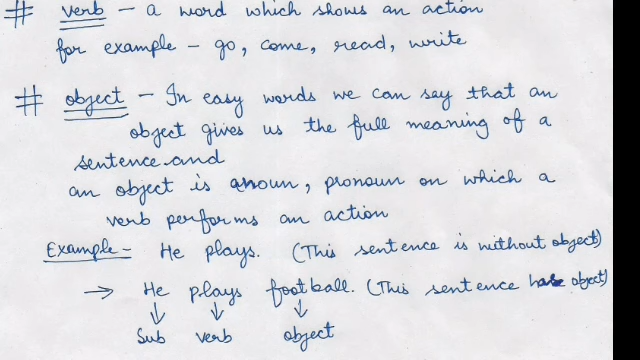 # verb – a word which shows an action
for example – go, come, read, write
# object – In easy words we can say that an
object gives us the full meaning of a
sentence and
an object is anoun, pronoun on which a
verb performs an action
Example – He plays. (This sentence is without object)
→ He plays football. (This sentence has object)
↓ ↓ ↓
Sub verb object